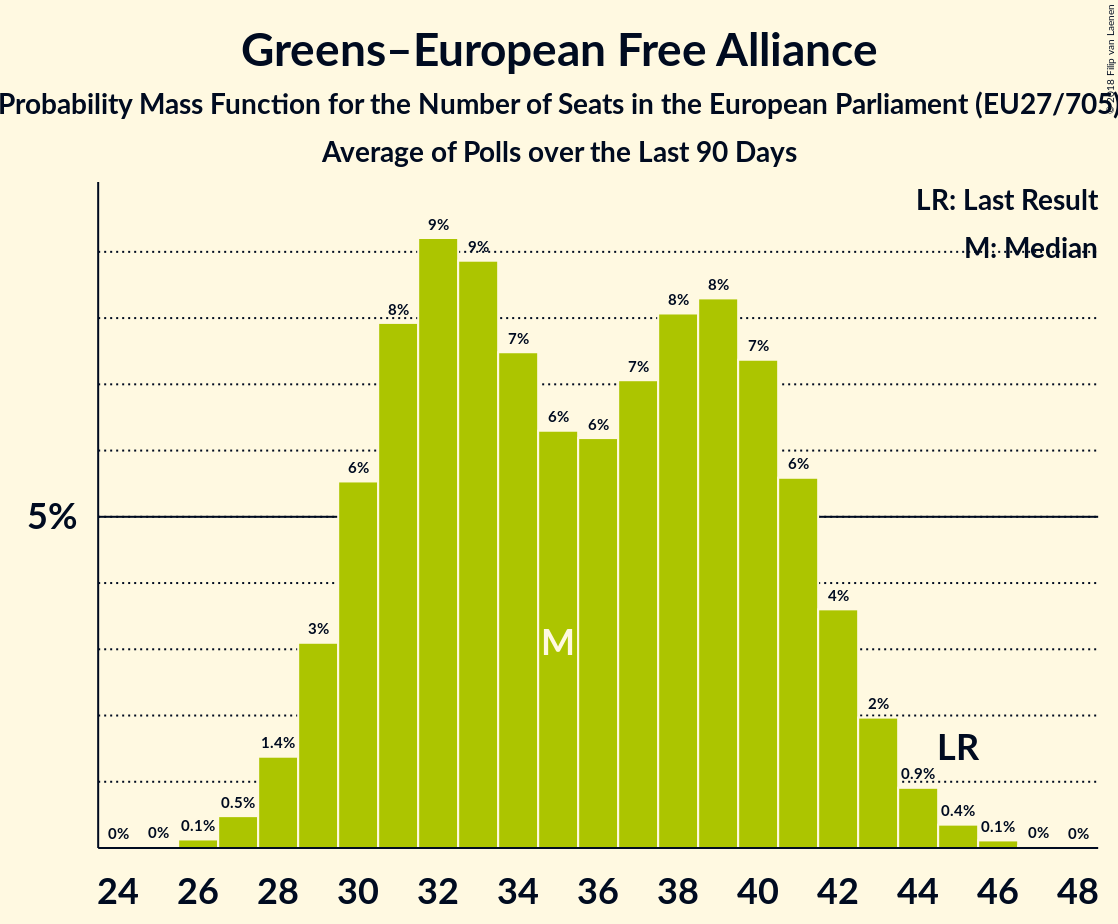 Greens–European Free Alliance
Probability Mass Function for the Number of Seats in the European Parliament (EU27/705)
Average of Polls over the Last 90 Days
© 2018 Filip van Laenen
LR: Last Result
M: Median
5%
0%
0%
0.1%
0.5%
1.4%
3%
6%
8%
9%
9%
7%
6%
6%
7%
8%
8%
7%
6%
4%
2%
0.9%
0.4%
0.1%
0%
0%
M
LR
24 26 28 30 32 34 36 38 40 42 44 46 48